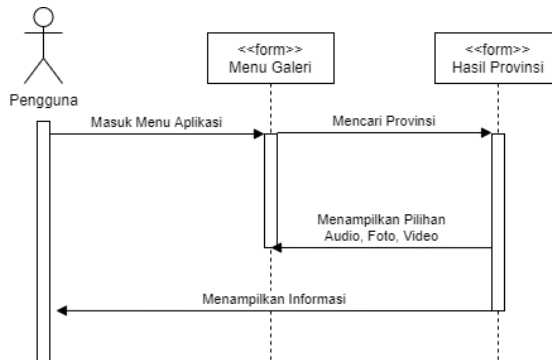 <<form>>
Menu Galeri
<<form>>
Hasil Provinsi
Pengguna
Masuk Menu Aplikasi
Mencari Provinsi
Menampilkan Pilihan
Audio, Foto, Video
Menampilkan Informasi